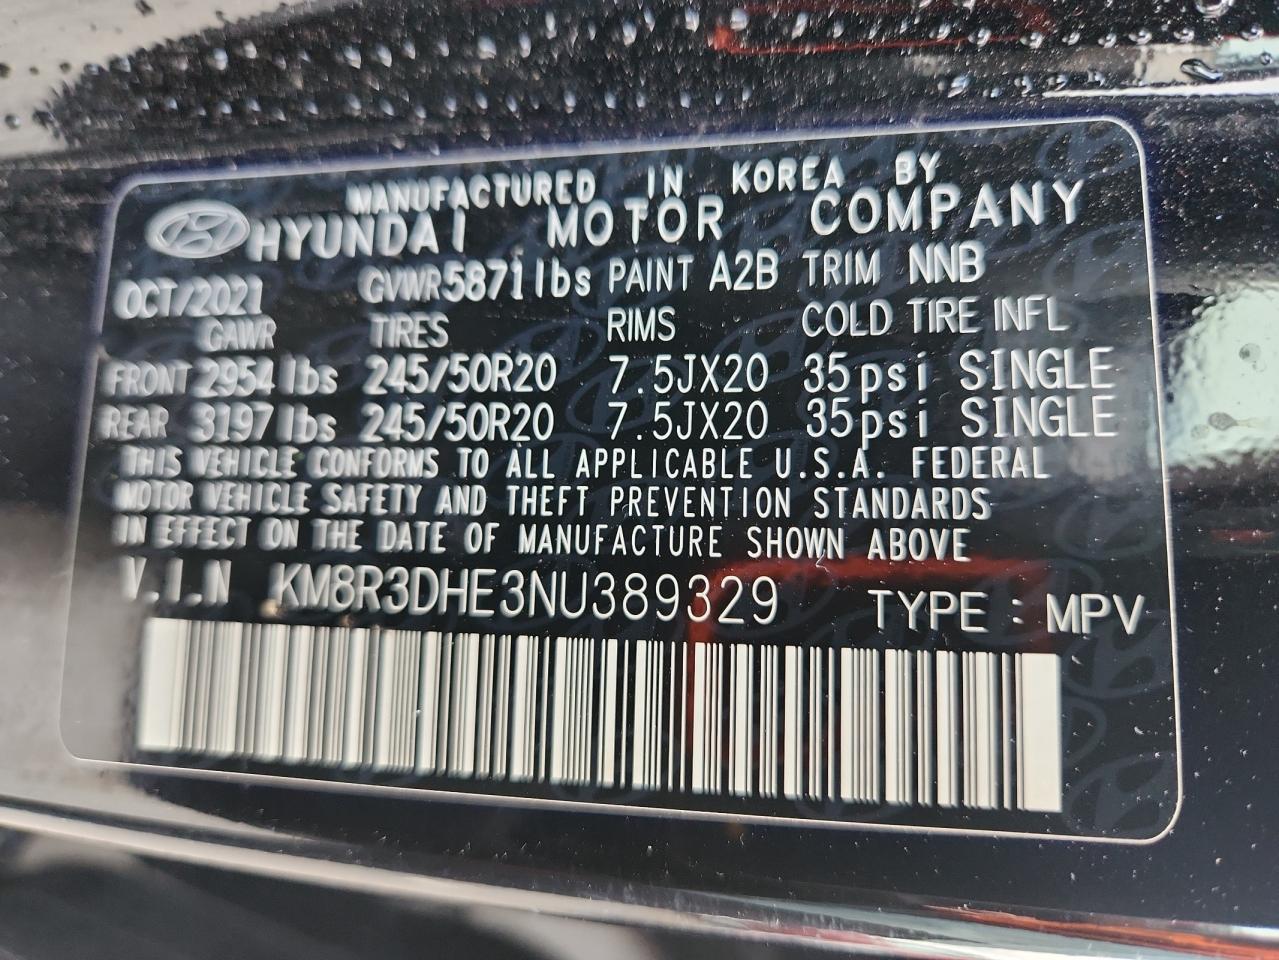 MANUFACTURED IN KOREA BY
HYUNDAI MOTOR COMPANY
OCT/2021 GVWR5871lbs PAINT A2B TRIM NNB
GAWR TIRES RIMS COLD TIRE INFL
FRONT 2954lbs 245/50R20 7.5JX20 35psi SINGLE
REAR 3197lbs 245/50R20 7.5JX20 35psi SINGLE
THIS VEHICLE CONFORMS TO ALL APPLICABLE U.S.A. FEDERAL
MOTOR VEHICLE SAFETY AND THEFT PREVENTION STANDARDS
IN EFFECT ON THE DATE OF MANUFACTURE SHOWN ABOVE
V.I.N KM8R3DHE3NU389329 TYPE : MPV